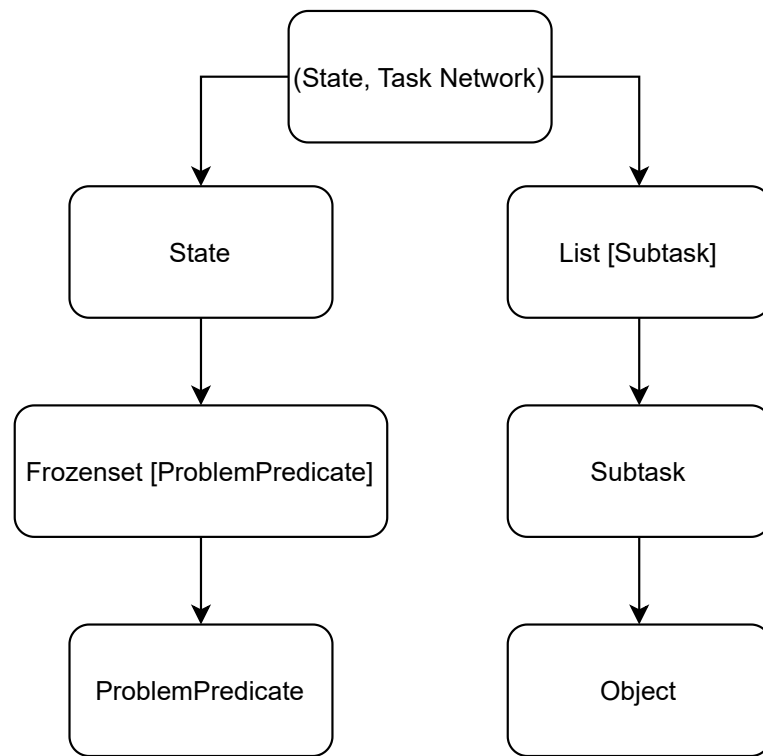 (State, Task Network)
State
List [Subtask]
Frozenset [ProblemPredicate]
Subtask
ProblemPredicate
Object